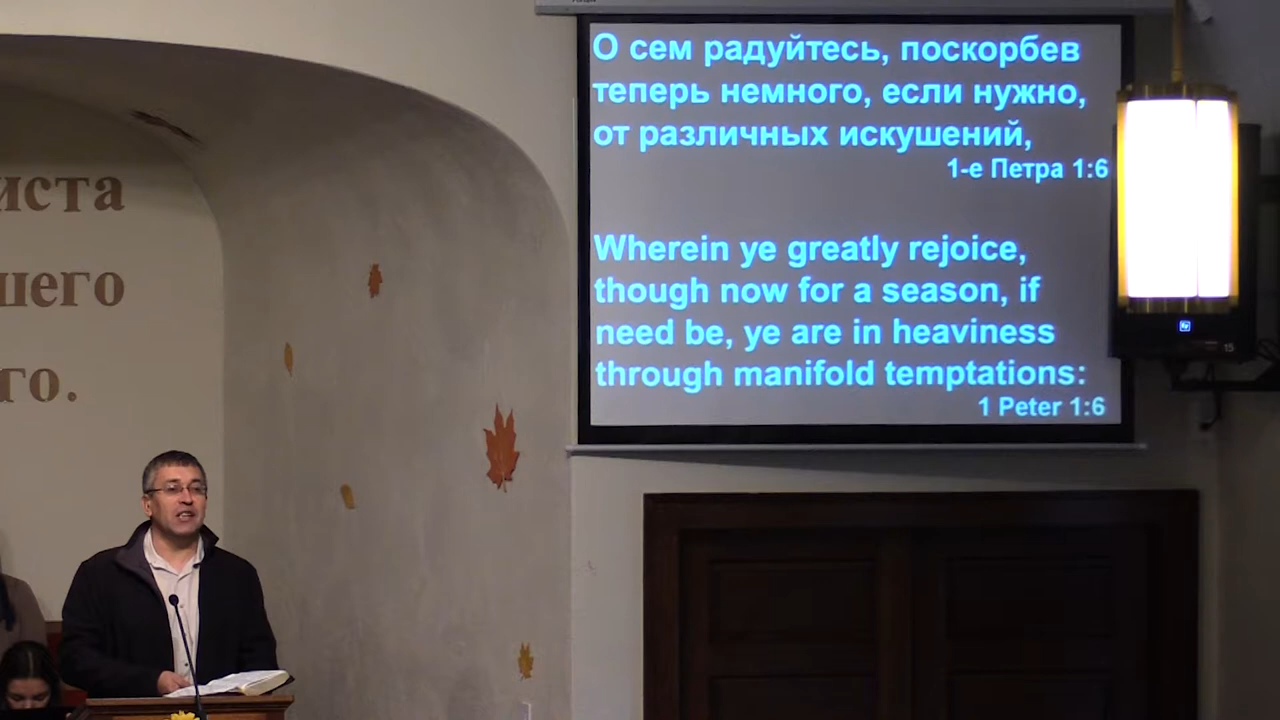 О сем радуйтесь, поскорбев
теперь немного, если нужно,
от различных искушений,
1-е Петра 1:6
Wherein ye greatly rejoice,
though now for a season, if
need be, ye are in heaviness
through manifold temptations:
1 Peter 1:6
иста
шего
го.
15